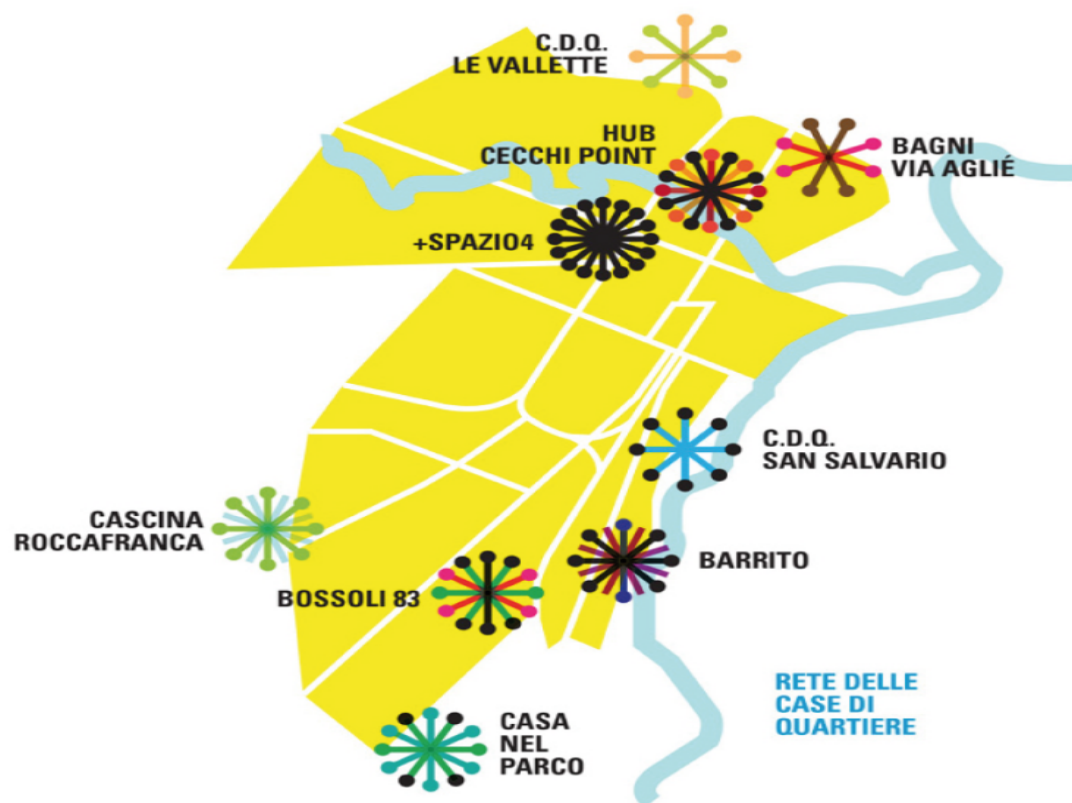 C.D.Q.
LE VALLETTE
HUB
CECCHI POINT
BAGNI
VIA AGLIÉ
+SPAZIO4
C.D.Q.
SAN SALVARIO
CASCINA
ROCCAFRANCA
BARRITO
BOSSOLI 83
RETE DELLE
CASE DI
QUARTIERE
CASA
NEL
PARCO